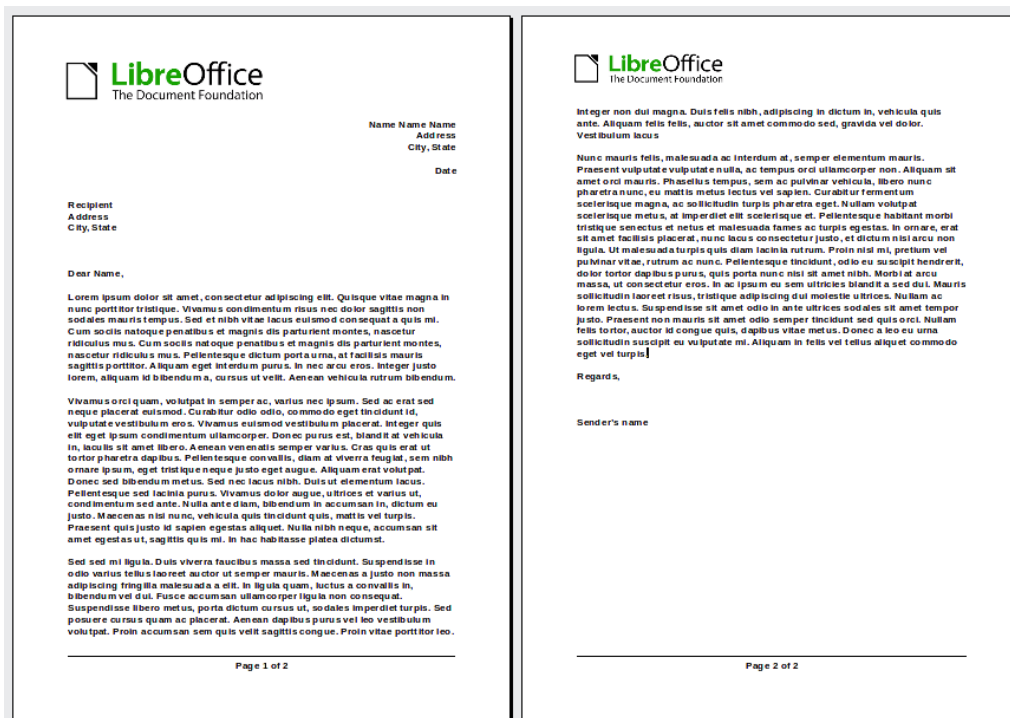 LibreOffice
The Document Foundation
Name Name Name
Address
City, State
Date
Recipient
Address
City, State
Dear Name,
Lorem ipsum dolor sit amet, consectetur adipiscing elit. Quisque vitae magna in
nunc porttitor tristique. Vivamus condimentum risus nec dolor sagittis non
sodales mauris tempus. Sed et nibh vitae lacus euismod consequat a quis mi.
Cum sociis natoque penatibus et magnis dis parturient montes, nascetur
ridiculus mus. Cum sociis natoque penatibus et magnis dis parturient montes,
nascetur ridiculus mus. Pellentesque dictum porta urna, at facilisis mauris
sagittis porttitor. Aliquam eget interdum purus. In nec arcu eros. Integer justo
lorem, aliquam id bibendum a, cursus ut velit. Aenean vehicula rutrum bibendum.
Vivamus orci quam, volutpat in semper ac, varius nec ipsum. Sed ac erat sed
neque placerat euismod. Curabitur odio odio, commodo eget tincidunt id,
vulputate vestibulum eros. Vivamus euismod vestibulum placerat. Integer quis
elit eget ipsum condimentum ullamcorper. Donec purus est, blandit at vehicula
in, iaculis sit amet libero. Aenean venenatis semper varius. Cras quis erat ut
tortor pharetra dapibus. Pellentesque convallis, diam at viverra feugiat, sem nibh
ornare ipsum, eget tristique neque justo eget augue. Aliquam erat volutpat.
Donec sed bibendum metus. Sed nec lacus nibh. Duis ut elementum lacus.
Pellentesque sed lacinia purus. Vivamus dolor augue, ultrices et varius ut,
condimentum sed ante. Nulla ante diam, bibendum in accumsan in, dictum eu
justo. Maecenas nisi nunc, vehicula quis tincidunt quis, mattis vel turpis.
Praesent quis justo id sapien egestas aliquet. Nulla nibh neque, accumsan sit
amet egestas ut, sagittis quis mi. In hac habitasse platea dictumst.
Sed sed mi ligula. Duis viverra faucibus massa sed tincidunt. Suspendisse in
odio varius tellus laoreet auctor ut semper mauris. Maecenas a justo non massa
adipiscing fringilla malesuada a elit. In ligula quam, luctus a convallis in,
bibendum vel dui. Fusce accumsan ullamcorper ligula non consequat.
Suspendisse libero metus, porta dictum cursus ut, sodales imperdiet turpis. Sed
posuere cursus quam ac placerat. Aenean dapibus purus vel leo vestibulum
volutpat. Proin accumsan sem quis velit sagittis congue. Proin vitae porttitor leo.
Page 1 of 2
LibreOffice
The Document Foundation
Integer non dui magna. Duis felis nibh, adipiscing in dictum in, vehicula quis
ante. Aliquam felis felis, auctor sit amet commodo sed, gravida vel dolor.
Vestibulum lacus
Nunc mauris felis, malesuada ac interdum at, semper elementum mauris.
Praesent vulputate vulputate nulla, ac tempus orci ullamcorper non. Aliquam sit
amet orci mauris. Phasellus tempus, sem ac pulvinar vehicula, libero nunc
pharetra nunc, eu mattis metus lectus vel sapien. Curabitur fermentum
scelerisque magna, ac sollicitudin turpis pharetra eget. Nullam volutpat
scelerisque metus, at imperdiet elit scelerisque et. Pellentesque habitant morbi
tristique senectus et netus et malesuada fames ac turpis egestas. In ornare, erat
sit amet facilisis placerat, nunc lacus consectetur justo, et dictum nisi arcu non
ligula. Ut malesuada turpis quis diam lacinia rutrum. Proin nisl mi, pretium vel
pulvinar vitae, rutrum ac nunc. Pellentesque tincidunt, odio eu suscipit hendrerit,
dolor tortor dapibus purus, quis porta nunc nisi sit amet nibh. Morbi at arcu
massa, ut consectetur eros. In ac ipsum eu sem ultricies blandit a sed dui. Mauris
sollicitudin laoreet risus, tristique adipiscing dui molestie ultrices. Nullam ac
lorem lectus. Suspendisse sit amet odio in ante ultrices sodales sit amet tempor
justo. Praesent non mauris sit amet odio semper tincidunt sed quis orci. Nullam
felis tortor, auctor id congue quis, dapibus vitae metus. Donec a leo eu urna
sollicitudin suscipit eu vulputate mi. Aliquam in felis vel tellus aliquet commodo
eget vel turpis.
Regards,
Sender's name
Page 2 of 2